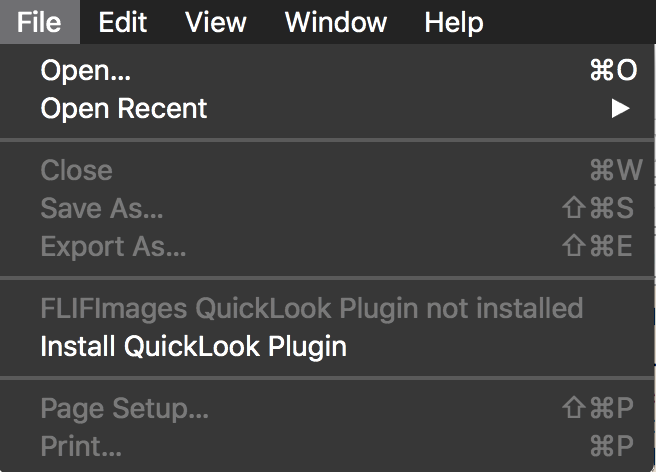 File Edit View Window Help
Open... ⌘O
Open Recent ▶
Close ⌘W
Save As... ⇧⌘S
Export As... ⇧⌘E
FLIFImages QuickLook Plugin not installed
Install QuickLook Plugin
Page Setup... ⇧⌘P
Print... ⌘P